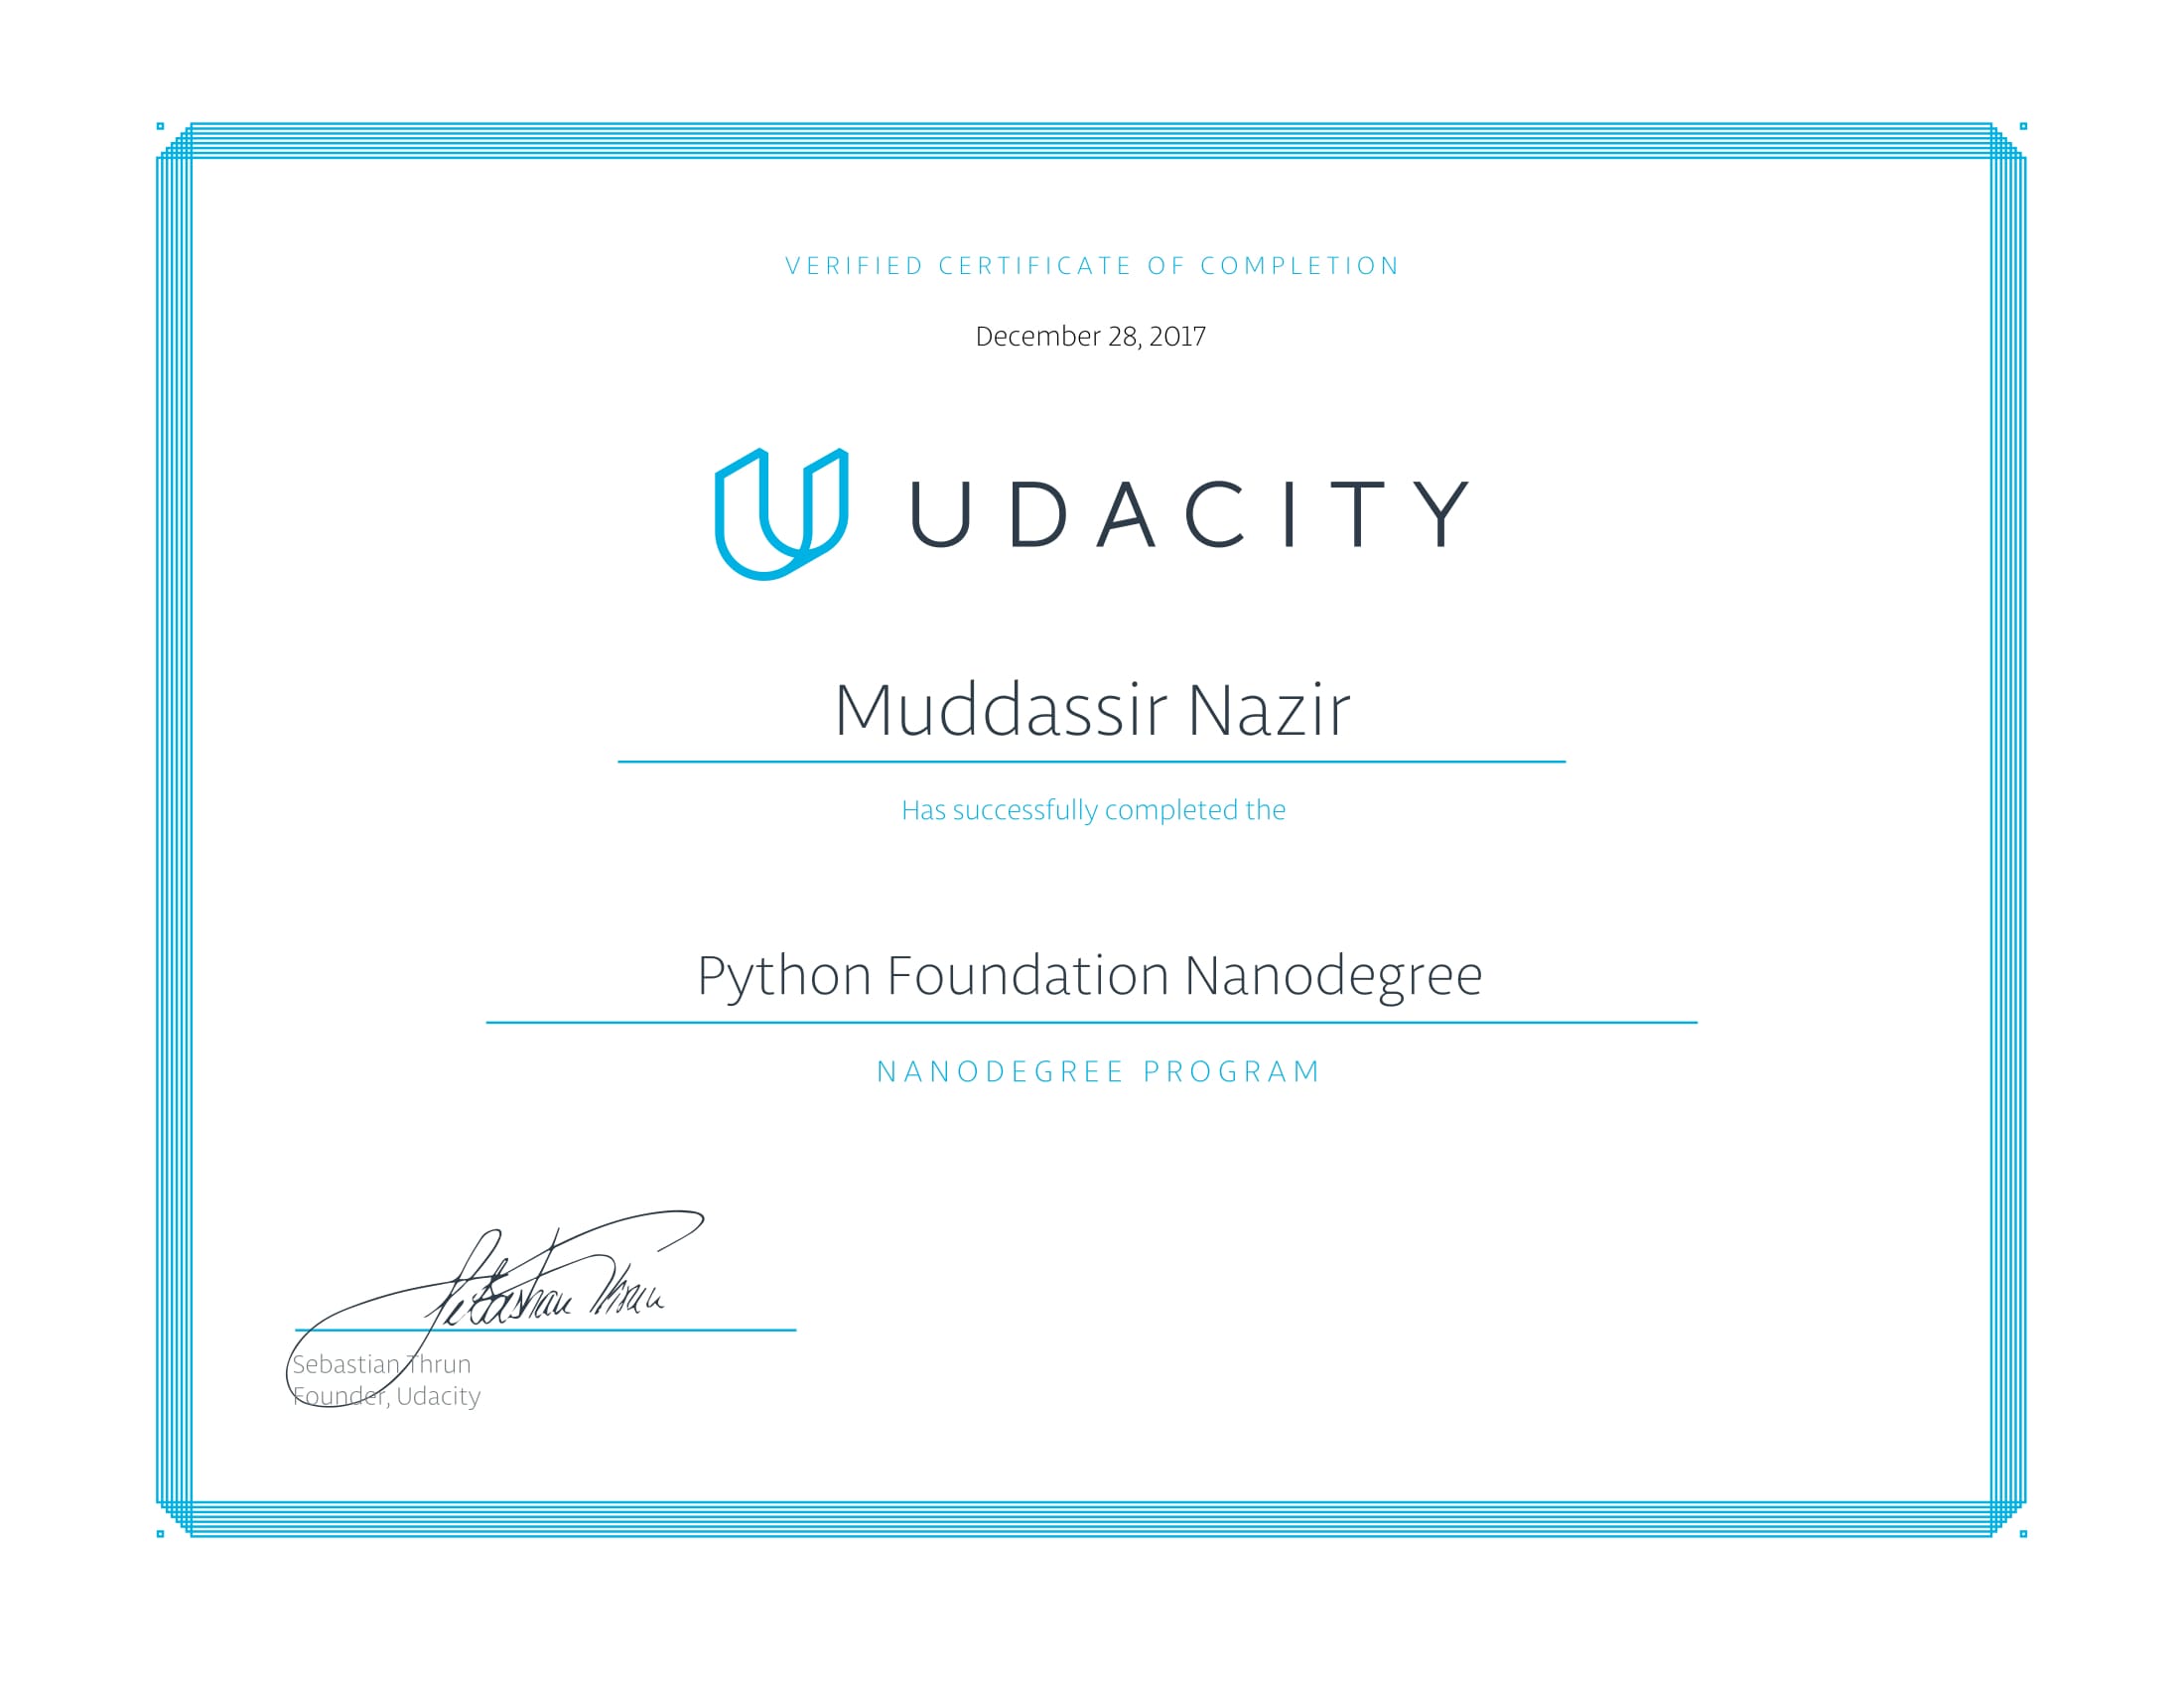 VERIFIED CERTIFICATE OF COMPLETION
December 28, 2017
UDACITY
Muddassir Nazir
Has successfully completed the
Python Foundation Nanodegree
NANODEGREE PROGRAM
Sebastian Thrun
Sebastian Thrun
Founder, Udacity